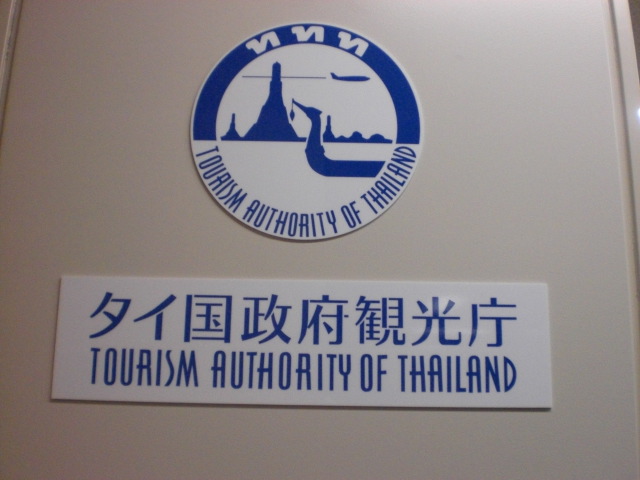 ททท
TOURISM AUTHORITY OF THAILAND
タイ国政府観光庁
TOURISM AUTHORITY OF THAILAND